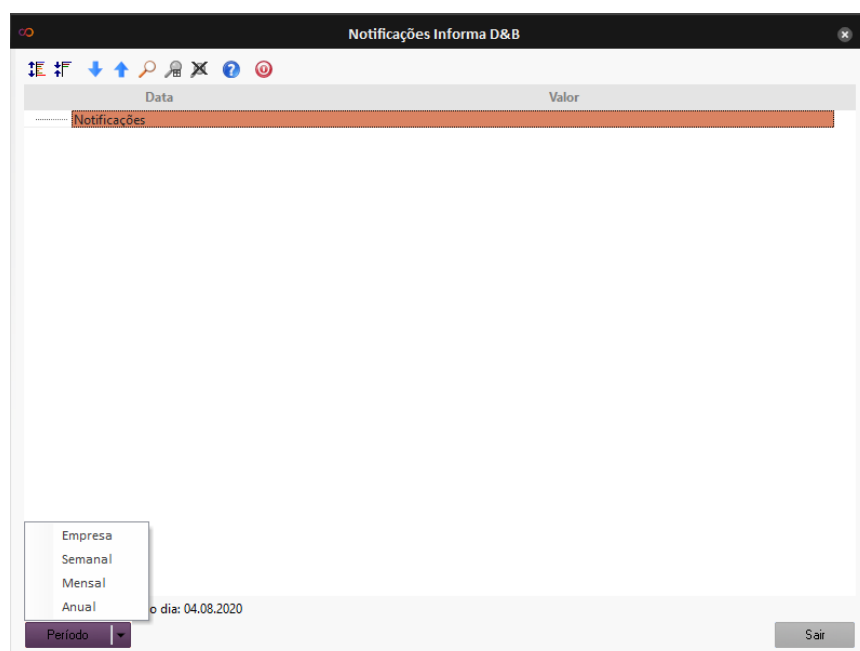 Notificações Informa D&B
Data Valor
Notificações
Empresa
Semanal
Mensal
Anual
o dia: 04.08.2020
Período
Sair